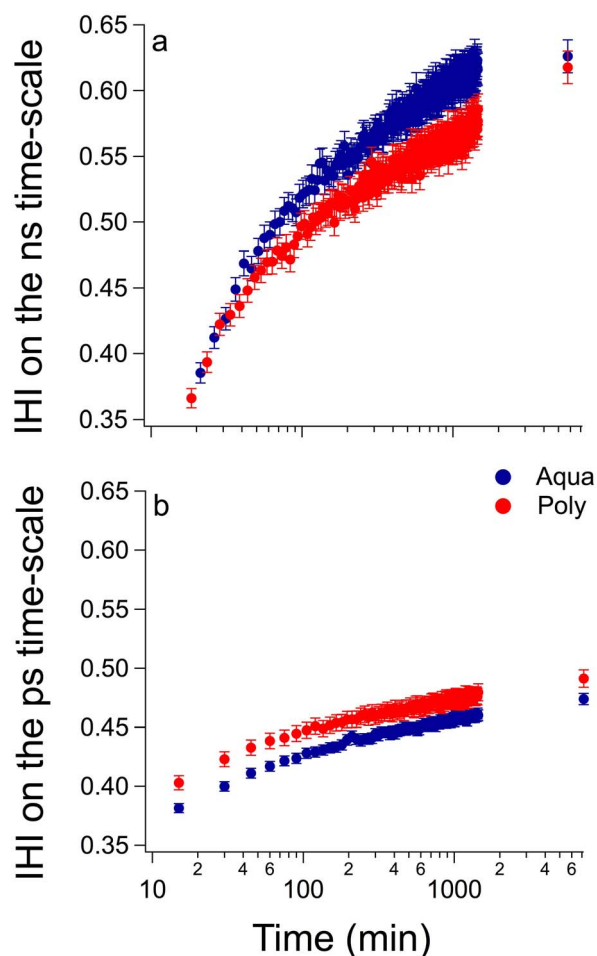 a
IHI on the ns time-scale
0.65
0.60
0.55
0.50
0.45
0.40
0.35
Aqua
Poly
b
IHI on the ps time-scale
0.65
0.60
0.55
0.50
0.45
0.40
0.35
2 4 6 2 4 6 2 4 6
10 100 1000
Time (min)